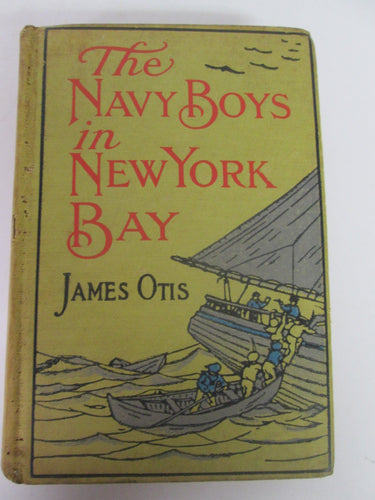 The
Navy Boys
in
New York
Bay
James Otis